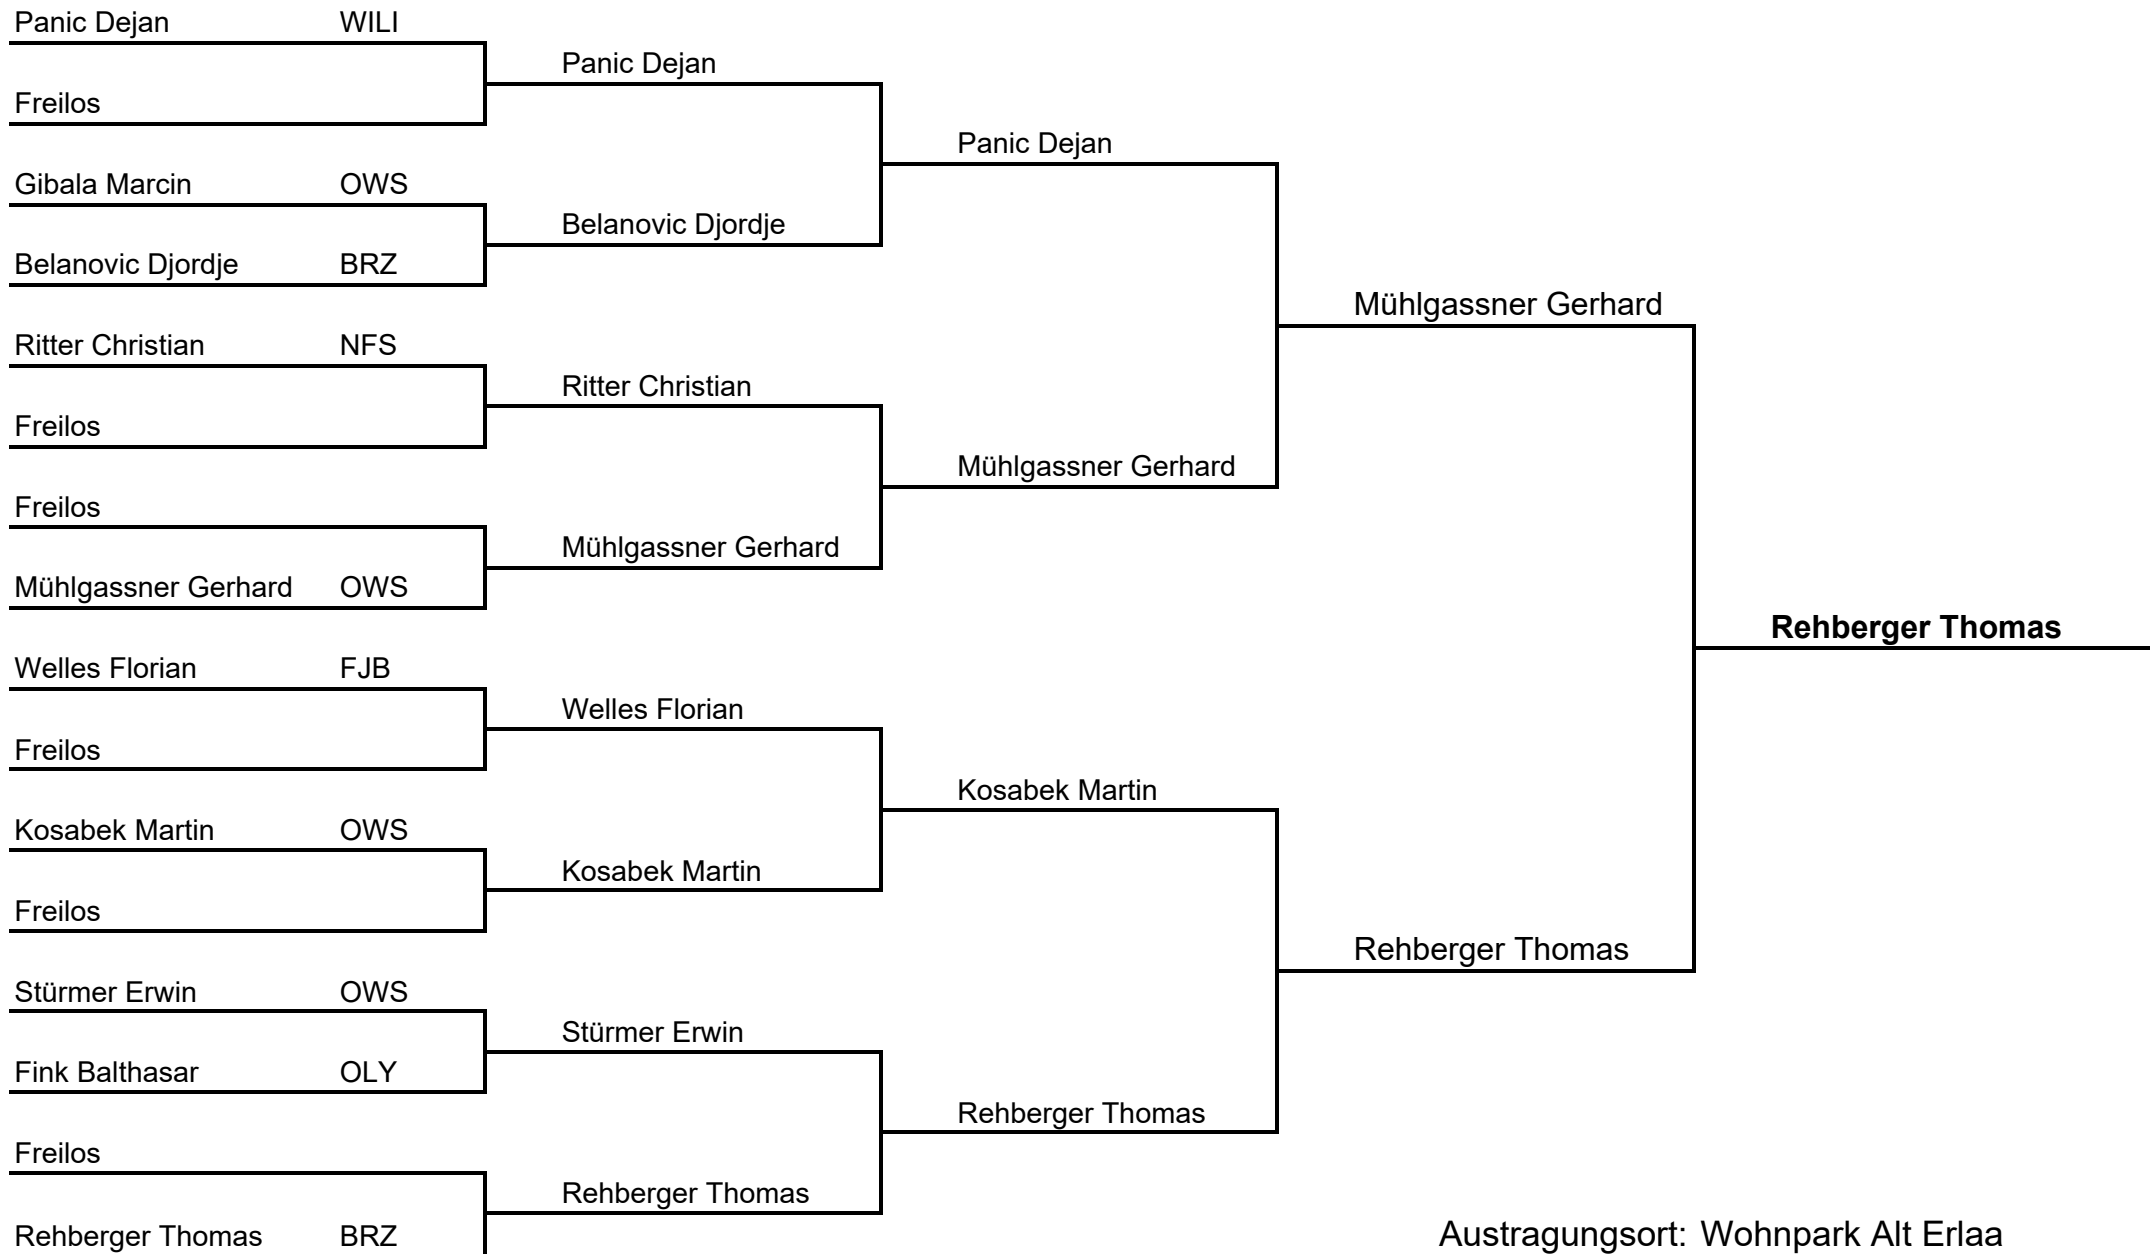 Panic Dejan WILI
Panic Dejan
Freilos
Panic Dejan
Gibala Marcin OWS
Belanovic Djordje
Belanovic Djordje BRZ
Mühlgassner Gerhard
Ritter Christian NFS
Ritter Christian
Freilos
Mühlgassner Gerhard
Freilos
Mühlgassner Gerhard
Mühlgassner Gerhard OWS
Rehberger Thomas
Welles Florian FJB
Welles Florian
Freilos
Kosabek Martin
Kosabek Martin OWS
Kosabek Martin
Freilos
Rehberger Thomas
Stürmer Erwin OWS
Stürmer Erwin
Fink Balthasar OLY
Rehberger Thomas
Freilos
Rehberger Thomas
Rehberger Thomas BRZ
Austragungsort: Wohnpark Alt Erlaa